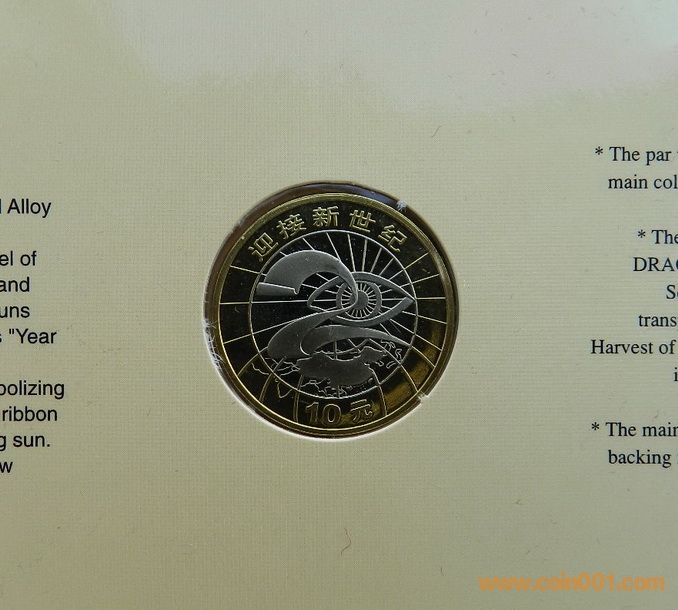 l Alloy
el of
and
uns
s "Year
bolizing
ribbon
g sun.
w
迎接新世纪
10元
* The par
main col
* The
DRAG
S
trans
Harvest of
i
* The main
backing
www.coin001.com